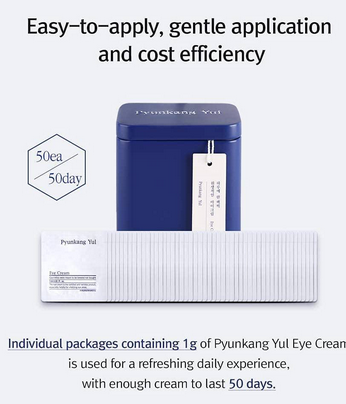 Easy-to-apply, gentle application
and cost efficiency
Pyunkang Yul
50ea
50day
Pyunkang Yul
Pyunkang Yul
Eye Cream
Individual packages containing 1g of Pyunkang Yul Eye Cream
is used for a refreshing daily experience,
with enough cream to last 50 days.